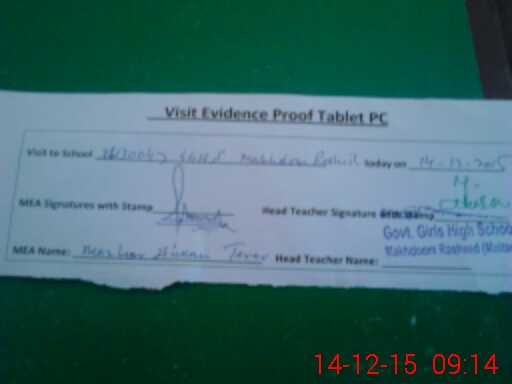 Visit Evidence Proof Tablet PC
Visit to School GGHS Makhdoom Rashid today on 14-12-2015
MEA Signatures with Stamp Head Teacher Signature with Stamp
Govt. Girls High School
Makhdoom Rasheed (Multan
MEA Name: Head Teacher Name:
14-12-15 09:14